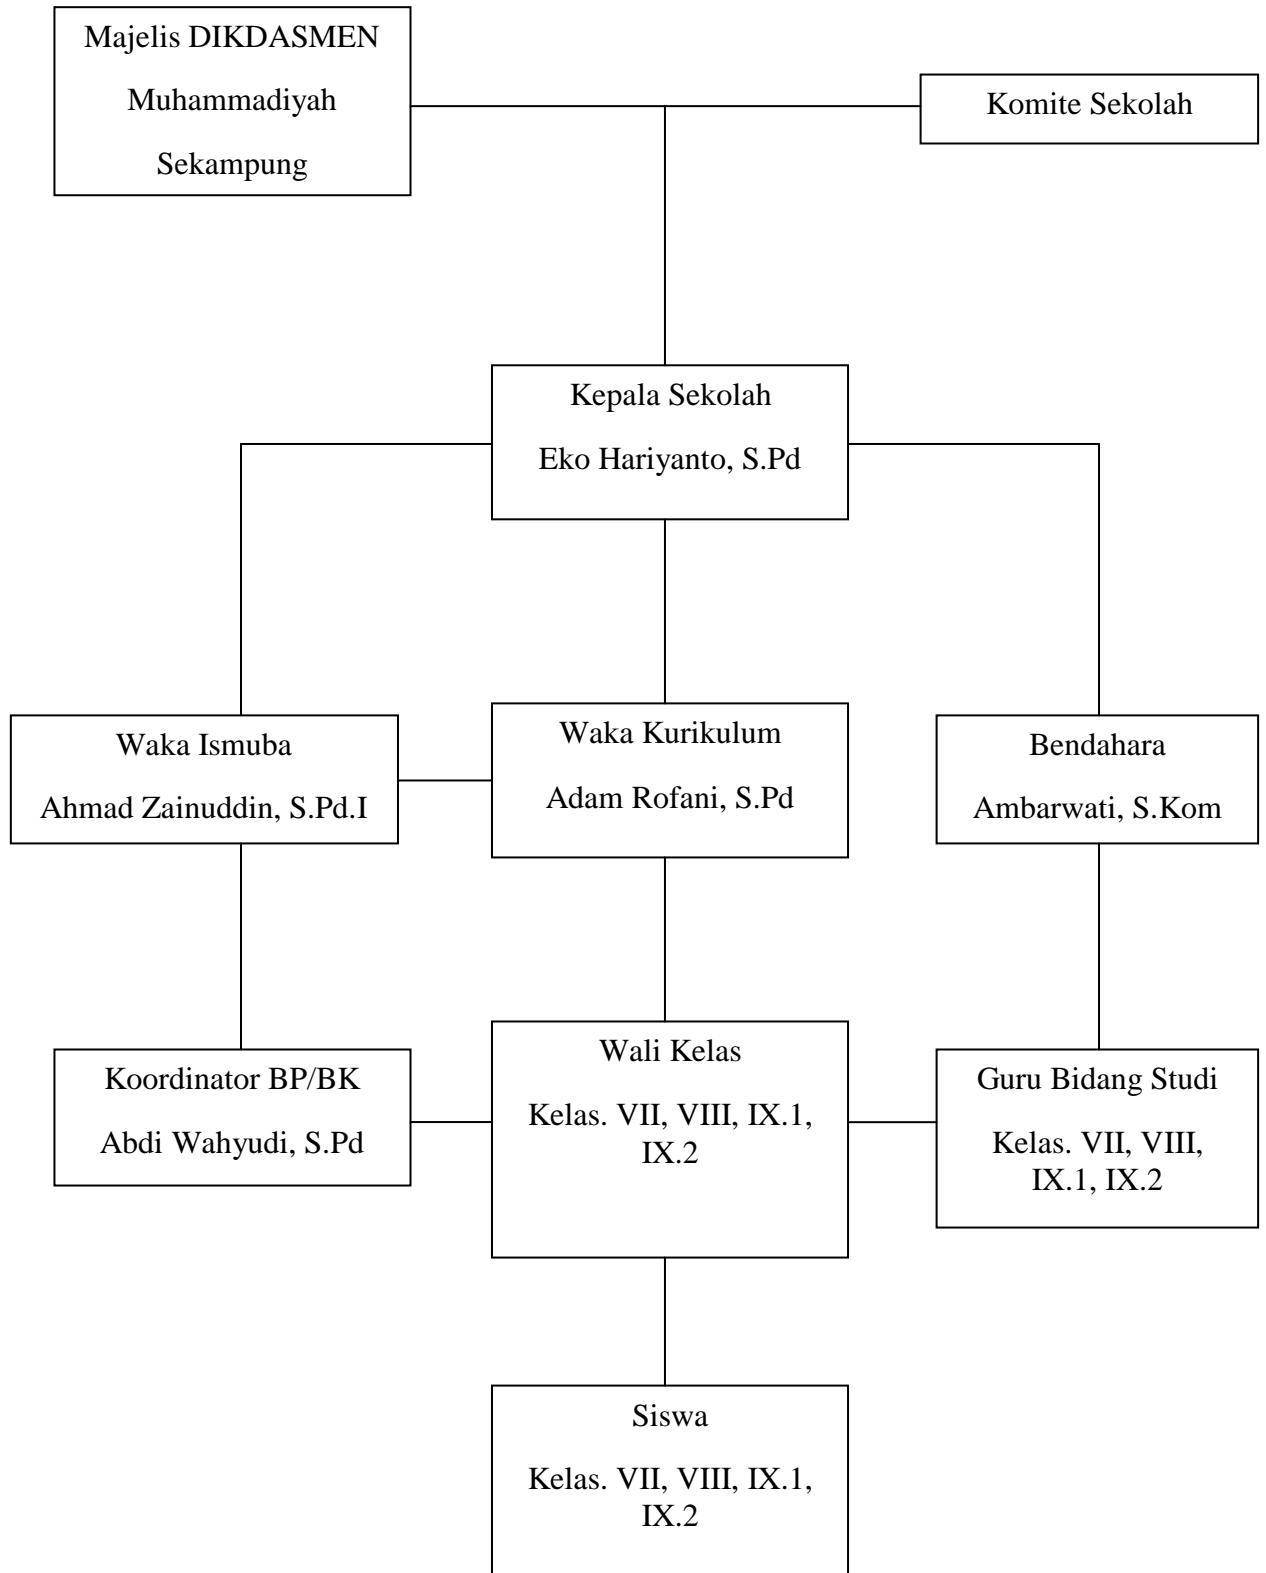 Majelis DIKDASMEN
Muhammadiyah
Sekampung
Komite Sekolah
Kepala Sekolah
Eko Hariyanto, S.Pd
Waka Ismuba
Ahmad Zainuddin, S.Pd.I
Waka Kurikulum
Adam Rofani, S.Pd
Bendahara
Ambarwati, S.Kom
Koordinator BP/BK
Abdi Wahyudi, S.Pd
Wali Kelas
Kelas. VII, VIII, IX.1,
IX.2
Guru Bidang Studi
Kelas. VII, VIII,
IX.1, IX.2
Siswa
Kelas. VII, VIII, IX.1,
IX.2